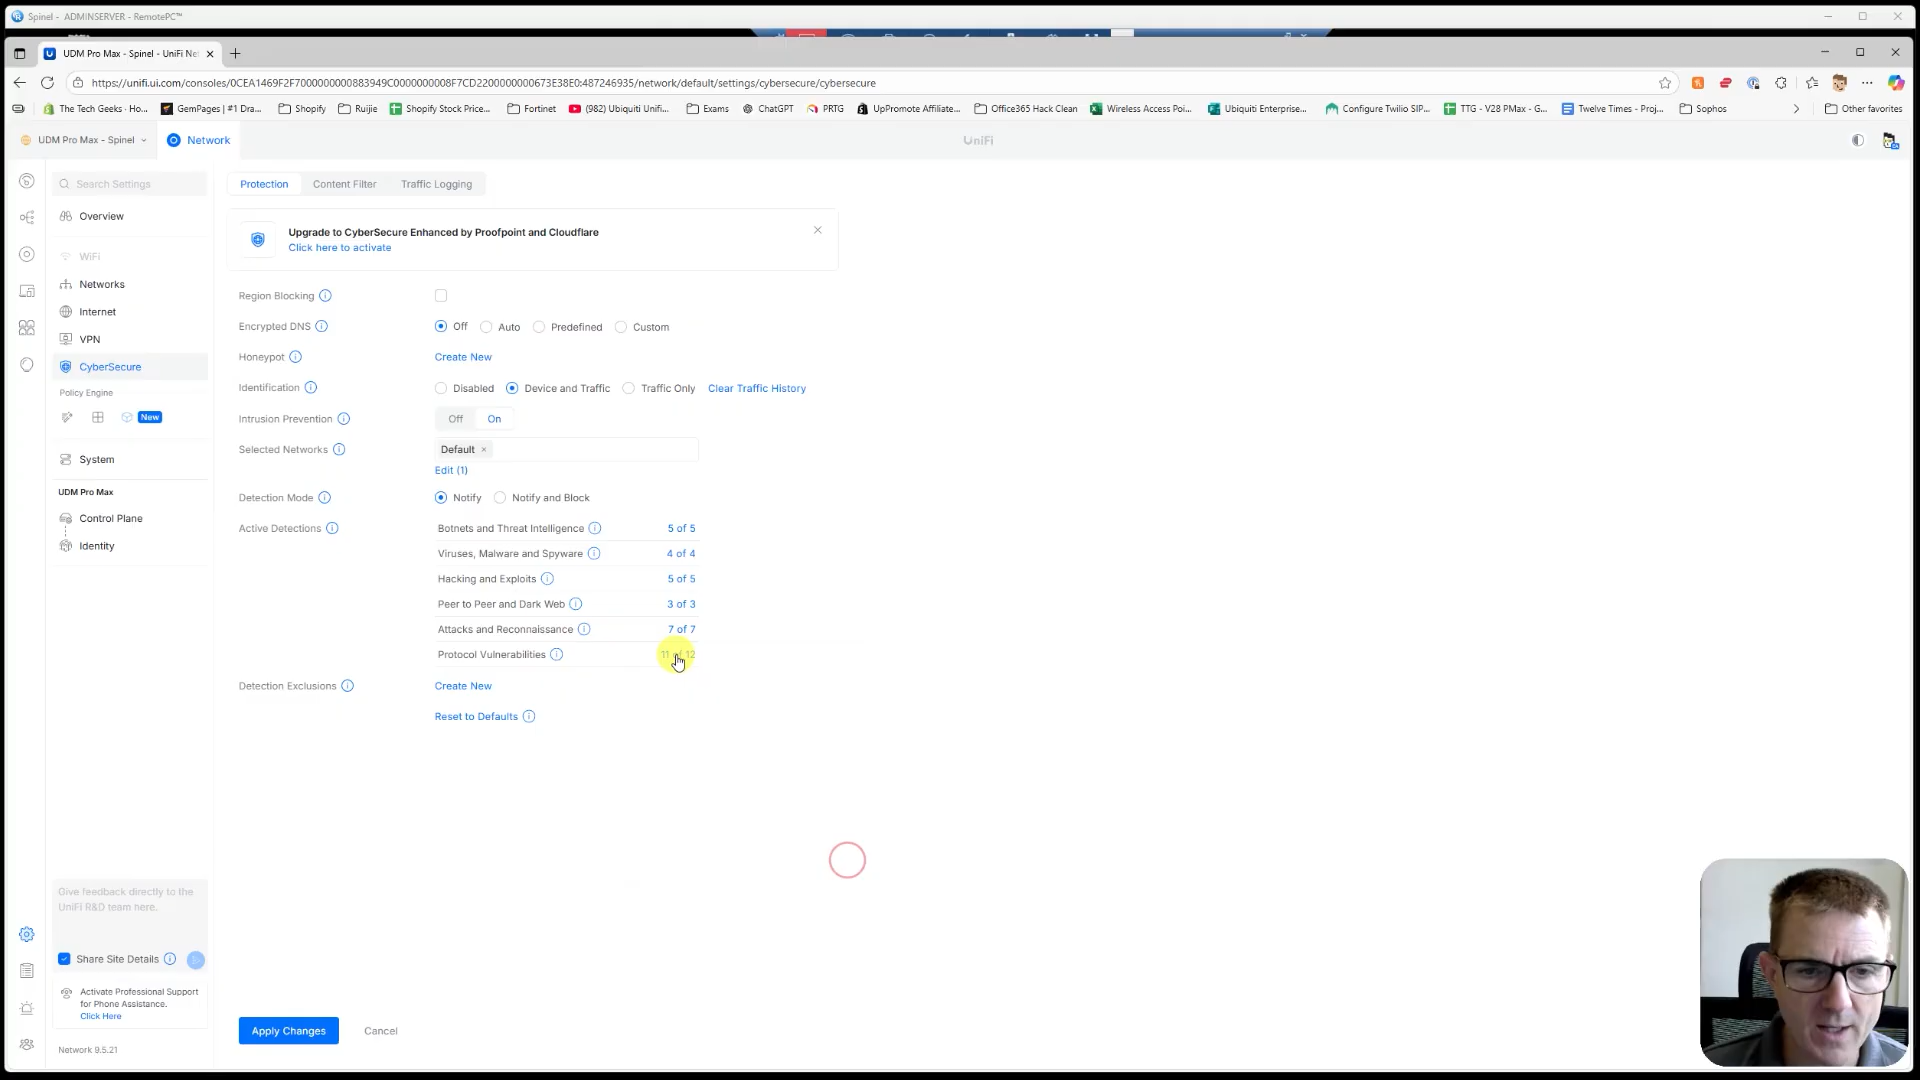 Spinel - ADMINSERVER - RemotePC™
UDM Pro Max - Spinel - UniFi Ne
https://unifi.ui.com/consoles/0CEA1469F2F7000000000883949C0000000008F7CD2200000000673E38E0:487246935/network/default/settings/cybersecure/cybersecure
The Tech Geeks - Ho... GemPages | #1 Dra... Shopify Ruijie Shopify Stock Price... Fortinet (982) Ubiquiti Unifi... Exams ChatGPT PRTG UpPromote Affiliate... Office365 Hack Clean Wireless Access Poi... Ubiquiti Enterprise... Configure Twilio SIP... TTG - V28 PMax - G... Twelve Times - Proj... Sophos Other favorites
UDM Pro Max - Spinel Network UniFi
Search Settings
Overview
WiFi
Networks
Internet
VPN
CyberSecure
Policy Engine
New
System
UDM Pro Max
Control Plane
Identity
Give feedback directly to the
UniFi R&D team here.
Share Site Details
Activate Professional Support
for Phone Assistance.
Click Here
Network 9.5.21
Protection Content Filter Traffic Logging
Upgrade to CyberSecure Enhanced by Proofpoint and Cloudflare
Click here to activate
Region Blocking
Encrypted DNS Off Auto Predefined Custom
Honeypot Create New
Identification Disabled Device and Traffic Traffic Only Clear Traffic History
Intrusion Prevention Off On
Selected Networks Default ×
Edit (1)
Detection Mode Notify Notify and Block
Active Detections Botnets and Threat Intelligence 5 of 5
Viruses, Malware and Spyware 4 of 4
Hacking and Exploits 5 of 5
Peer to Peer and Dark Web 3 of 3
Attacks and Reconnaissance 7 of 7
Protocol Vulnerabilities 11 of 12
Detection Exclusions Create New
Reset to Defaults
Apply Changes Cancel